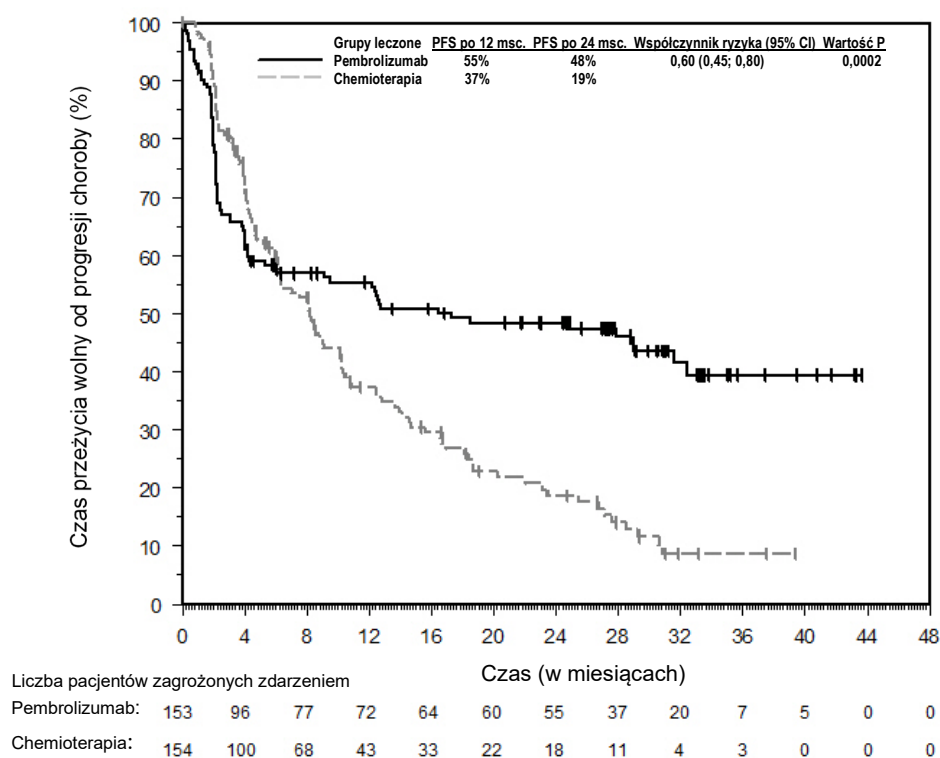 Grupy leczone PFS po 12 msc. PFS po 24 msc. Współczynnik ryzyka (95% CI) Wartość P
Pembrolizumab 55% 48% 0,60 (0,45; 0,80) 0,0002
Chemioterapia 37% 19%
Czas przeżycia wolny od progresji choroby (%)
100
90
80
70
60
50
40
30
20
10
0
0 4 8 12 16 20 24 28 32 36 40 44 48
Czas (w miesiącach)
Liczba pacjentów zagrożonych zdarzeniem
Pembrolizumab: 153 96 77 72 64 60 55 37 20 7 5 0 0
Chemioterapia: 154 100 68 43 33 22 18 11 4 3 0 0 0